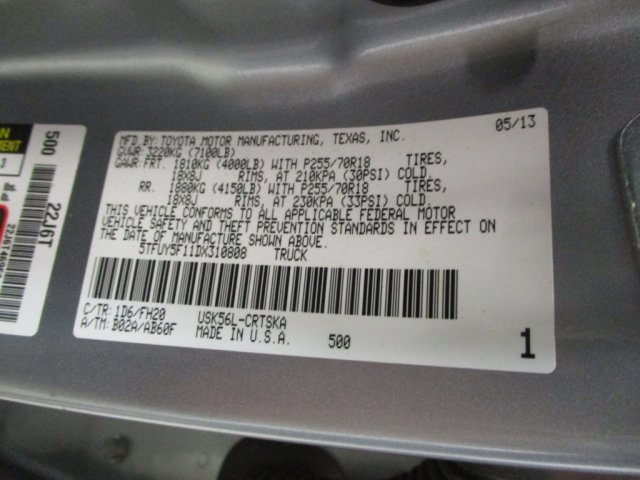 MFD.BY:TOYOTA MOTOR MANUFACTURING, TEXAS, INC. 05/13
GVWR: 3220KG (7100LB)
GAWR: FRT. 1810KG (4000LB) WITH P255/70R18 TIRES,
18X8J RIMS, AT 210KPA (30PSI) COLD
RR. 1880KG (4150LB) WITH P255/70R18 TIRES,
18X8J RIMS, AT 230KPA (33PSI) COLD.
THIS VEHICLE CONFORMS TO ALL APPLICABLE FEDERAL MOTOR
VEHICLE SAFETY AND THEFT PREVENTION STANDARDS IN EFFECT ON
THE DATE OF MANUFACTURE SHOWN ABOVE.
5TFUY5F11DX310808 TRUCK
C/TR: 1D6/FH20 USK56L-CRTSKA
A/TM: B02A/AB60F MADE IN U.S.A. 500 1
500
22J6T